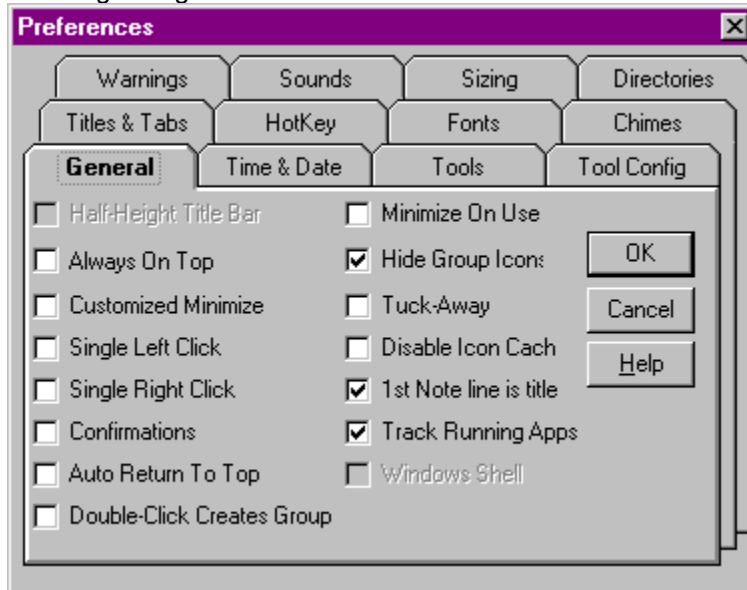 Preferences
Warnings Sounds Sizing Directories
Titles & Tabs HotKey Fonts Chimes
General Time & Date Tools Tool Config
Half-Height Title Bar
Always On Top
Customized Minimize
Single Left Click
Single Right Click
Confirmations
Auto Return To Top
Double-Click Creates Group
Minimize On Use
Hide Group Icons
Tuck-Away
Disable Icon Cach
1st Note line is title
Track Running Apps
Windows Shell
OK
Cancel
Help